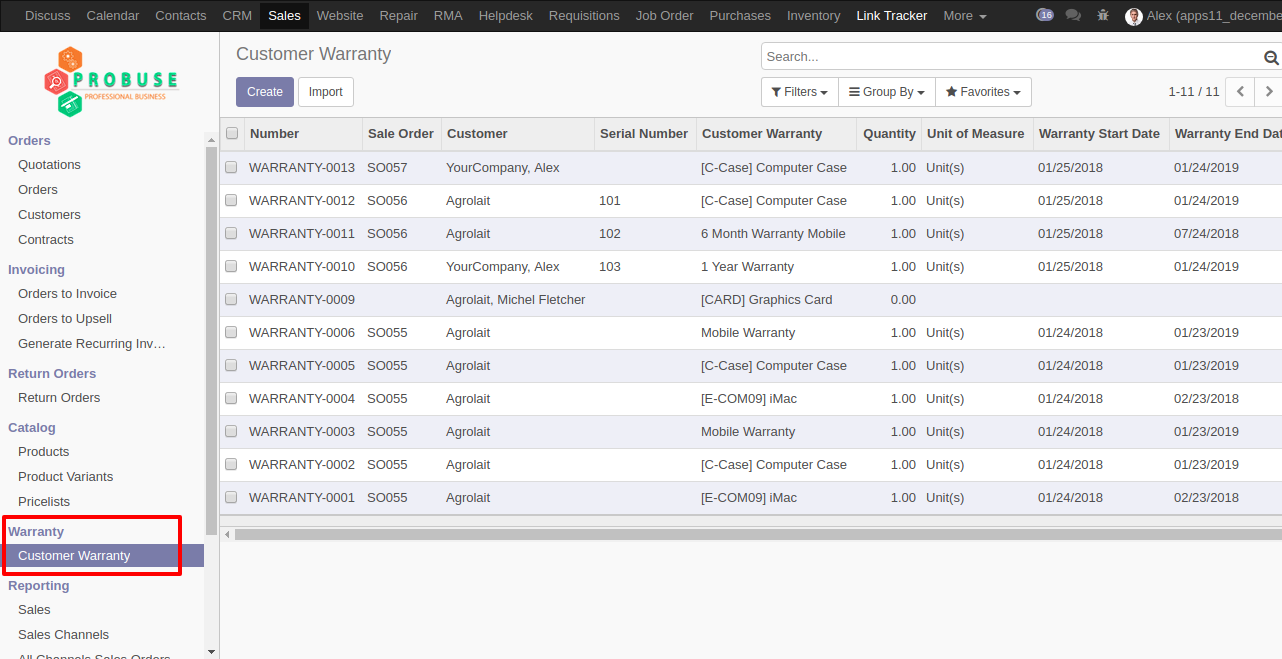 Discuss Calendar Contacts CRM Sales Website Repair RMA Helpdesk Requisitions Job Order Purchases Inventory Link Tracker More 16 Alex (apps11_decembe
PROBUSE
PROFESSIONAL BUSINESS
Orders
Quotations
Orders
Customers
Contracts
Invoicing
Orders to Invoice
Orders to Upsell
Generate Recurring Inv…
Return Orders
Return Orders
Catalog
Products
Product Variants
Pricelists
Warranty
Customer Warranty
Reporting
Sales
Sales Channels
All Channels Sales Orders
Customer Warranty
Search...
Create Import
Filters Group By Favorites
1-11 / 11
Number Sale Order Customer Serial Number Customer Warranty Quantity Unit of Measure Warranty Start Date Warranty End Dat
WARRANTY-0013 SO057 YourCompany, Alex [C-Case] Computer Case 1.00 Unit(s) 01/25/2018 01/24/2019
WARRANTY-0012 SO056 Agrolait 101 [C-Case] Computer Case 1.00 Unit(s) 01/25/2018 01/24/2019
WARRANTY-0011 SO056 Agrolait 102 6 Month Warranty Mobile 1.00 Unit(s) 01/25/2018 07/24/2018
WARRANTY-0010 SO056 YourCompany, Alex 103 1 Year Warranty 1.00 Unit(s) 01/25/2018 01/24/2019
WARRANTY-0009 Agrolait, Michel Fletcher [CARD] Graphics Card 0.00
WARRANTY-0006 SO055 Agrolait Mobile Warranty 1.00 Unit(s) 01/24/2018 01/23/2019
WARRANTY-0005 SO055 Agrolait [C-Case] Computer Case 1.00 Unit(s) 01/24/2018 01/23/2019
WARRANTY-0004 SO055 Agrolait [E-COM09] iMac 1.00 Unit(s) 01/24/2018 02/23/2018
WARRANTY-0003 SO055 Agrolait Mobile Warranty 1.00 Unit(s) 01/24/2018 01/23/2019
WARRANTY-0002 SO055 Agrolait [C-Case] Computer Case 1.00 Unit(s) 01/24/2018 01/23/2019
WARRANTY-0001 SO055 Agrolait [E-COM09] iMac 1.00 Unit(s) 01/24/2018 02/23/2018